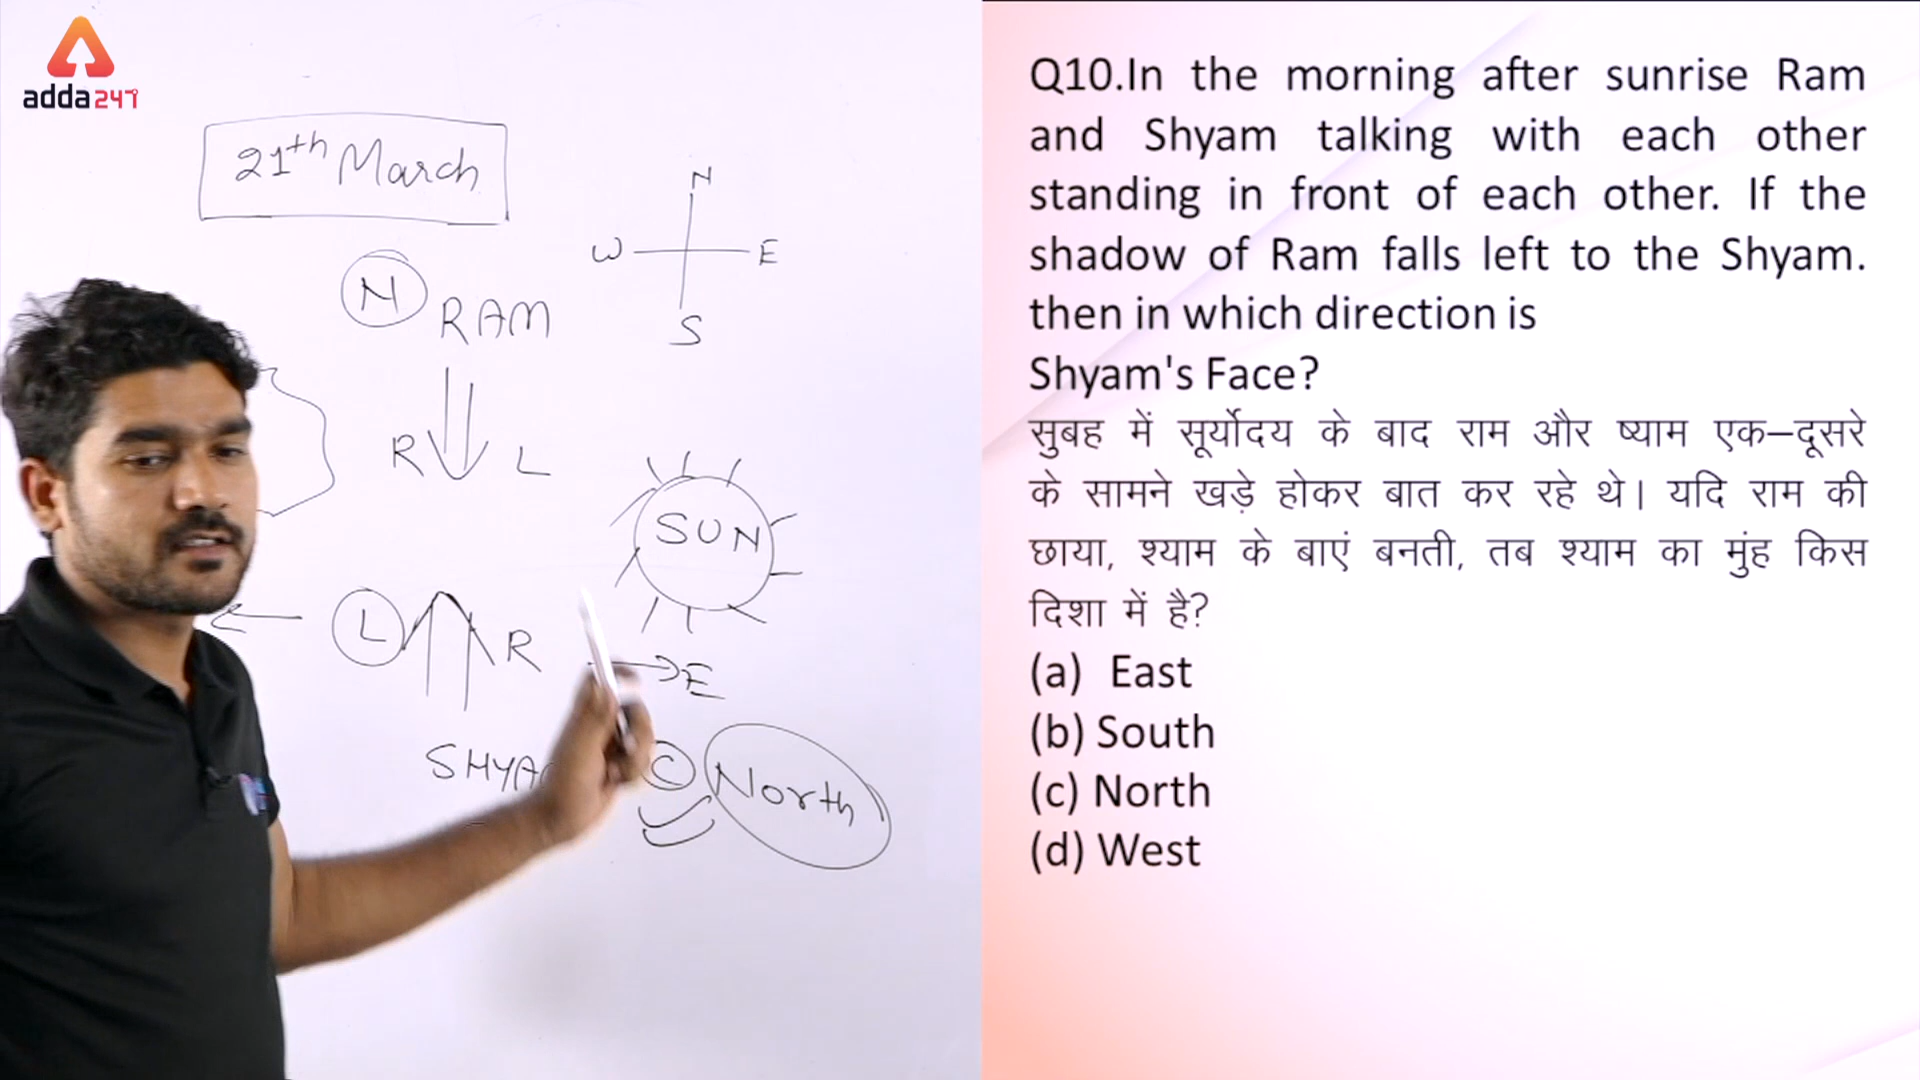 adda247
21th March
N
W E
S
N RAM
R L
SUN
L R
E
C North
Q10.In the morning after sunrise Ram
and Shyam talking with each other
standing in front of each other. If the
shadow of Ram falls left to the Shyam.
then in which direction is
Shyam's Face?
सुबह में सूर्योदय के बाद राम और ष्याम एक–दूसरे
के सामने खड़े होकर बात कर रहे थे। यदि राम की
छाया, श्याम के बाएं बनती, तब श्याम का मुंह किस
दिशा में है?
(a) East
(b) South
(c) North
(d) West